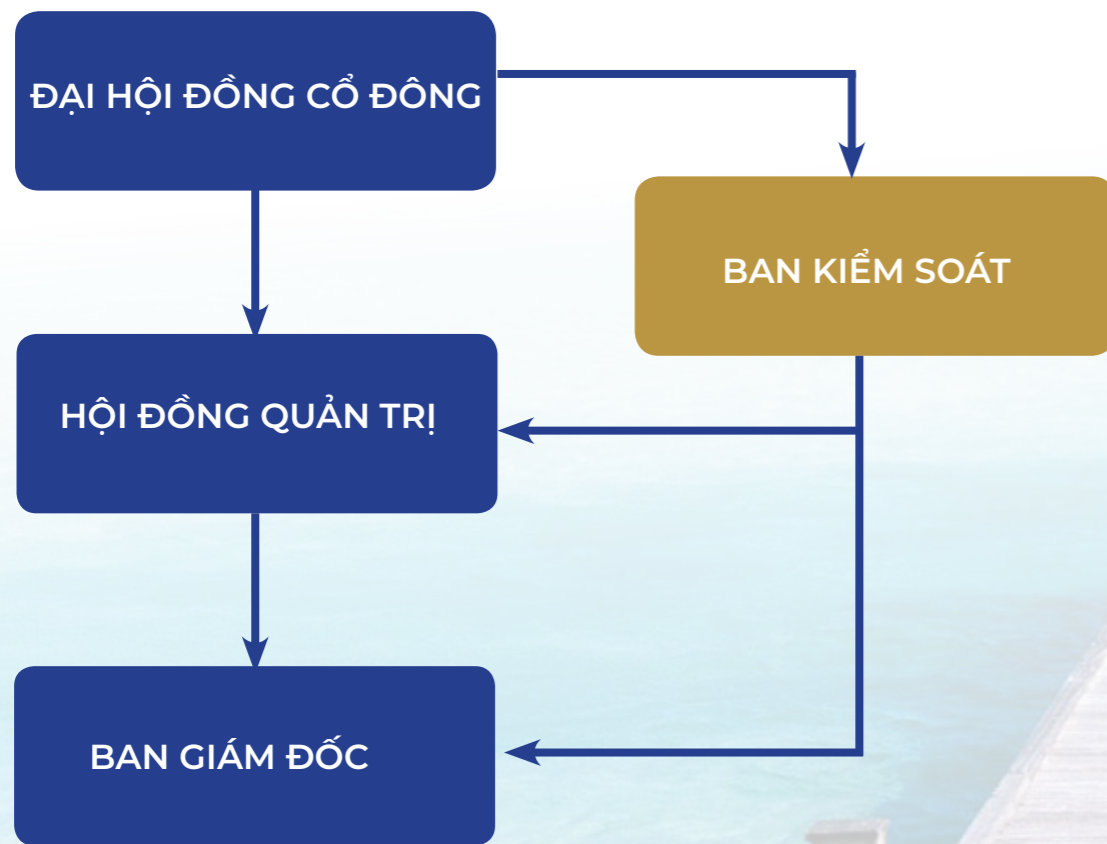 ĐẠI HỘI ĐỒNG CỔ ĐÔNG
BAN KIỂM SOÁT
HỘI ĐỒNG QUẢN TRỊ
BAN GIÁM ĐỐC